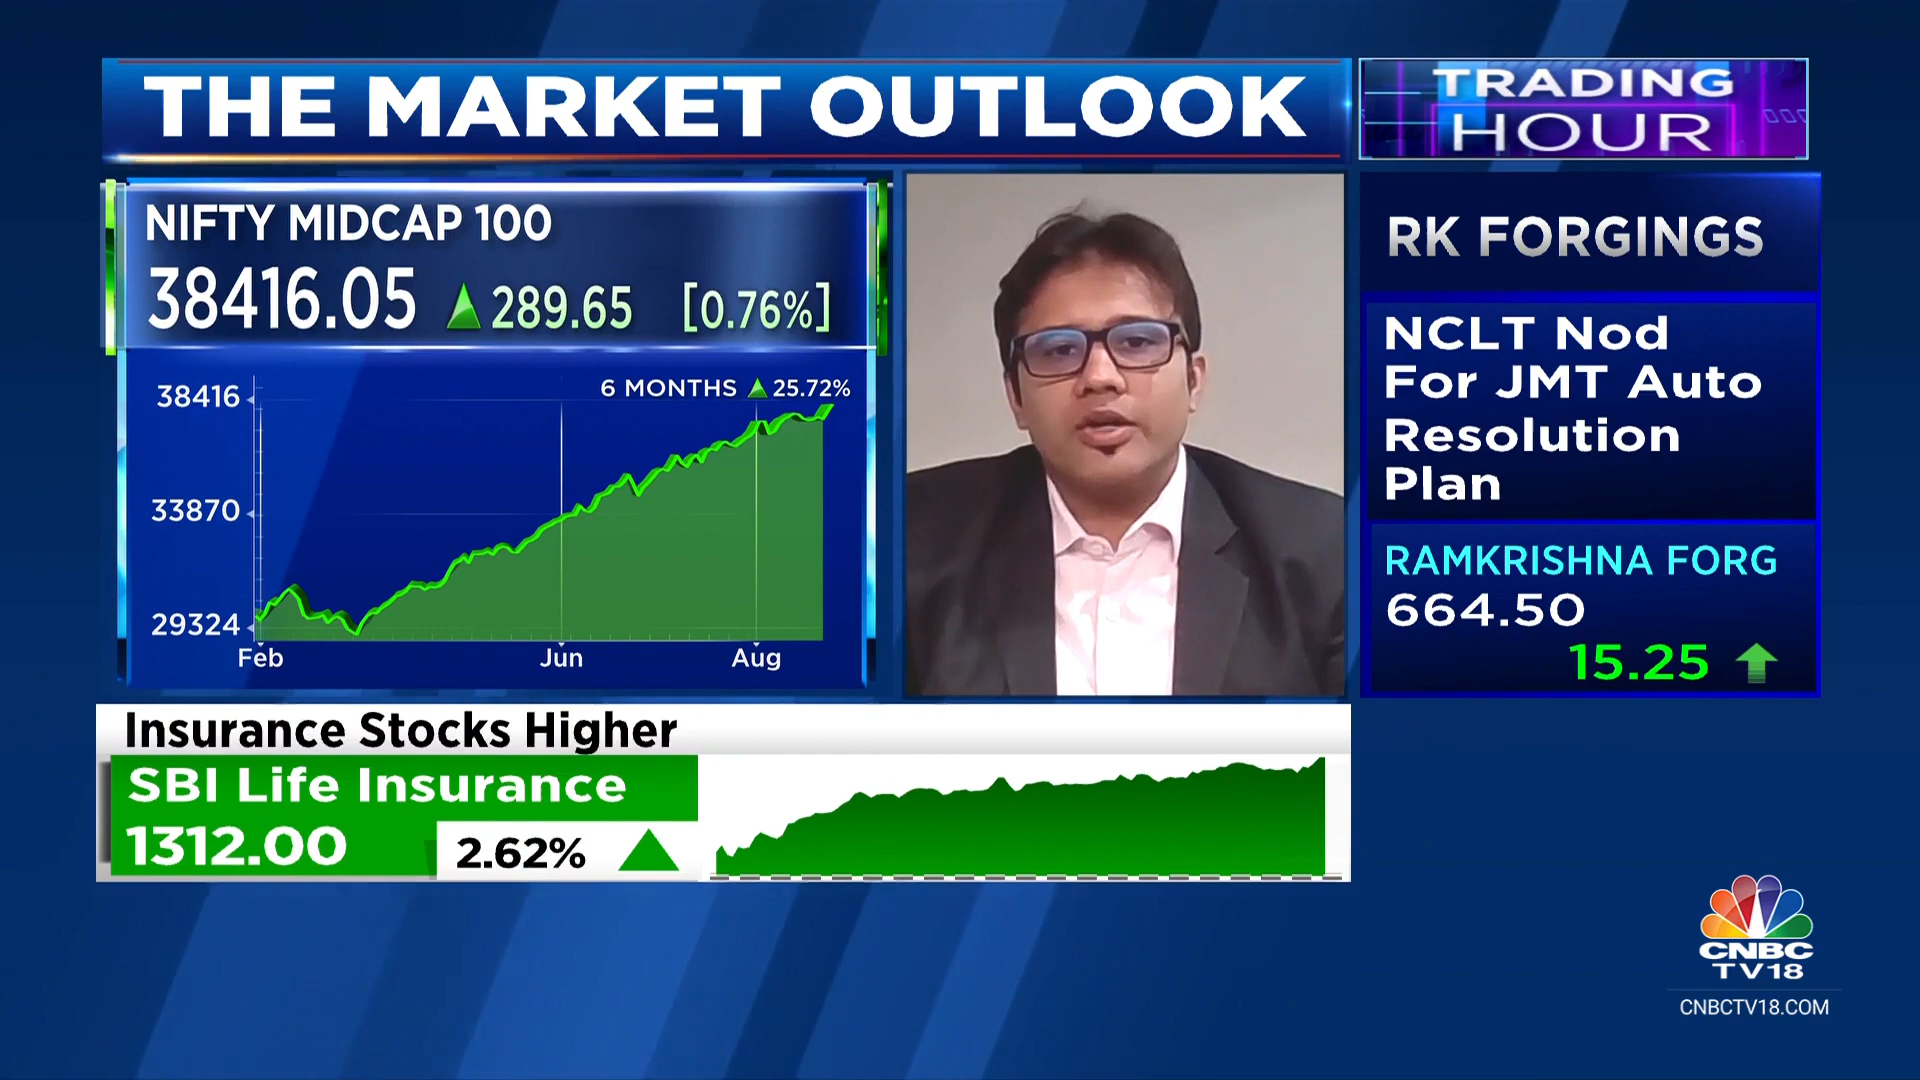 THE MARKET OUTLOOK
TRADING
HOUR
NIFTY MIDCAP 100
38416.05 ▲ 289.65 [0.76%]
6 MONTHS ▲ 25.72%
38416
33870
29324
Feb Jun Aug
RK FORGINGS
NCLT Nod
For JMT Auto
Resolution
Plan
RAMKRISHNA FORG
664.50
15.25
Insurance Stocks Higher
SBI Life Insurance
1312.00 2.62%
CNBC
TV18
CNBCTV18.COM